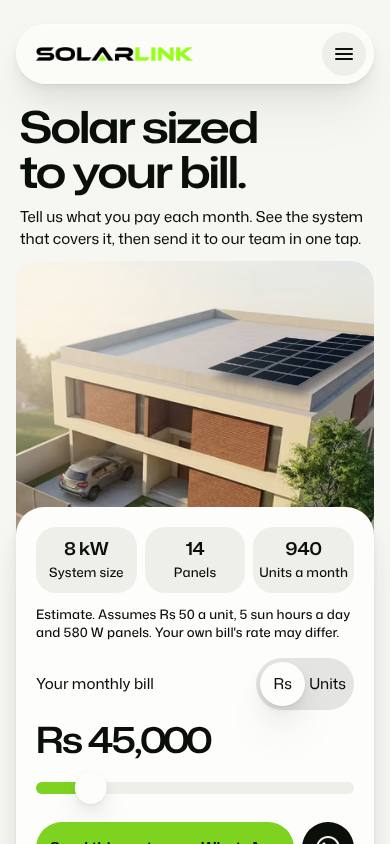 SOLARLINK
Solar sized
to your bill.
Tell us what you pay each month. See the system
that covers it, then send it to our team in one tap.
8 kW
System size
14
Panels
940
Units a month
Estimate. Assumes Rs 50 a unit, 5 sun hours a day
and 580 W panels. Your own bill's rate may differ.
Your monthly bill
Rs
Units
Rs 45,000